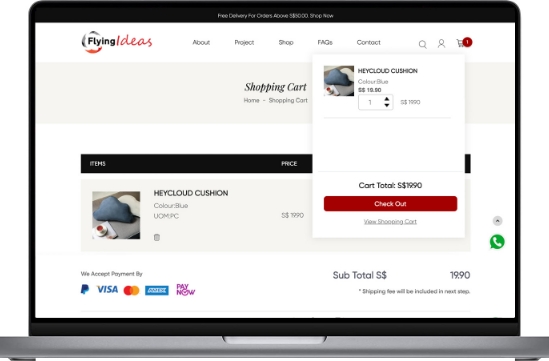 Free Delivery For Orders Above S$50.00, Shop Now
Flying Ideas
About Project Shop FAQs Contact
1
Shopping Cart
Home - Shopping Cart
HEYCLOUD CUSHION
Colour:Blue
S$ 19.90
1
S$ 19.90
Cart Total: S$19.90
Check Out
View Shopping Cart
ITEMS PRICE
HEYCLOUD CUSHION
Colour:Blue
UOM:PC
S$ 19.90
We Accept Payment By
VISA
PAY NOW
Sub Total S$ 19.90
* Shipping fee will be included in next step.